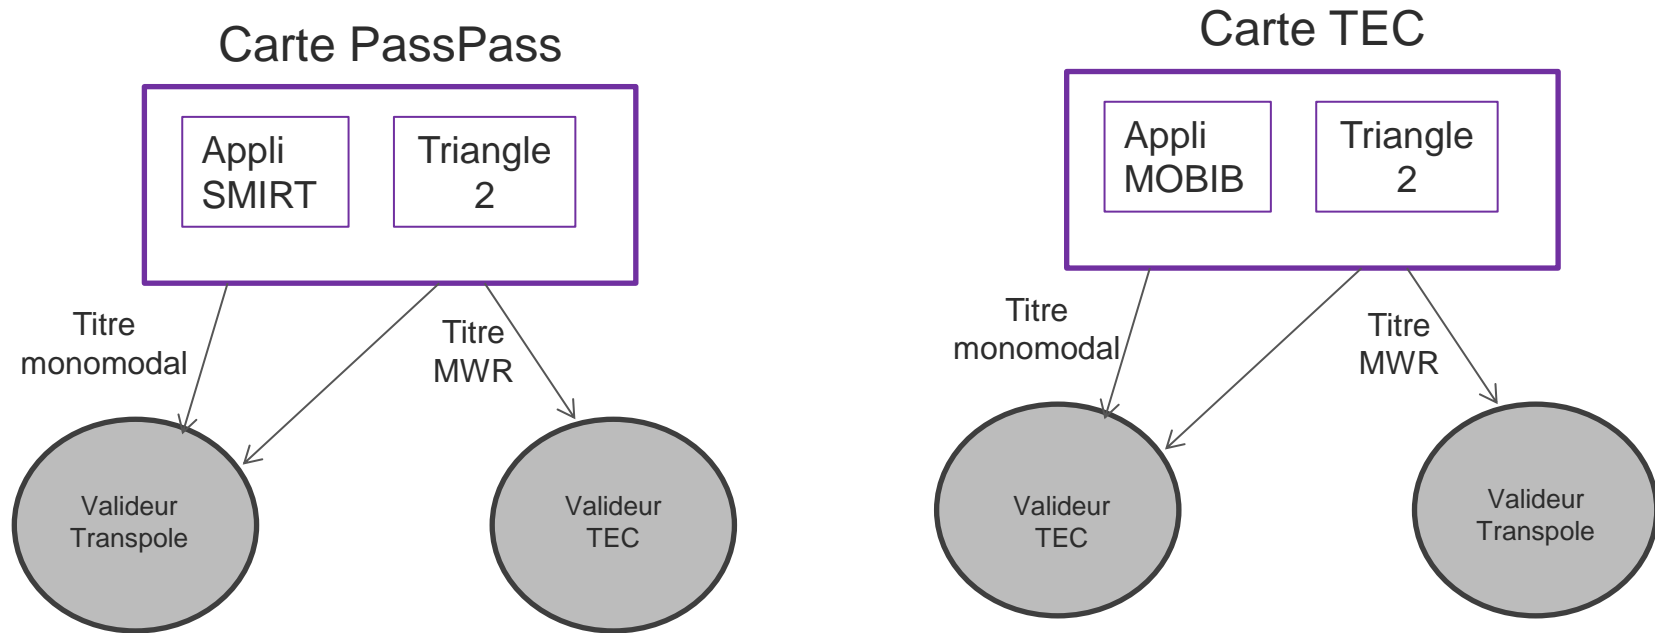 Carte PassPass
Appli
SMIRT
Triangle
2
Titre
monomodal
Titre
MWR
Valideur
Transpole
Valideur
TEC
Carte TEC
Appli
MOBIB
Triangle
2
Titre
monomodal
Titre
MWR
Valideur
TEC
Valideur
Transpole